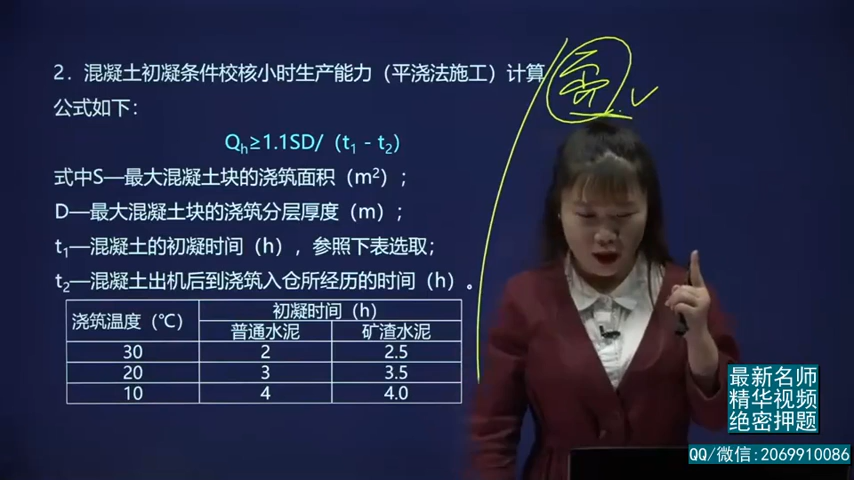 2．混凝土初凝条件校核小时生产能力（平浇法施工）计算
公式如下：
Qh≥1.1SD/（t1 - t2）
式中S—最大混凝土块的浇筑面积（m²）；
D—最大混凝土块的浇筑分层厚度（m）；
t1—混凝土的初凝时间（h），参照下表选取；
t2—混凝土出机后到浇筑入仓所经历的时间（h）。
浇筑温度（℃） 初凝时间（h）
普通水泥 矿渣水泥
30 2 2.5
20 3 3.5
10 4 4.0
最新名师
精华视频
绝密押题
QQ/微信:2069910086